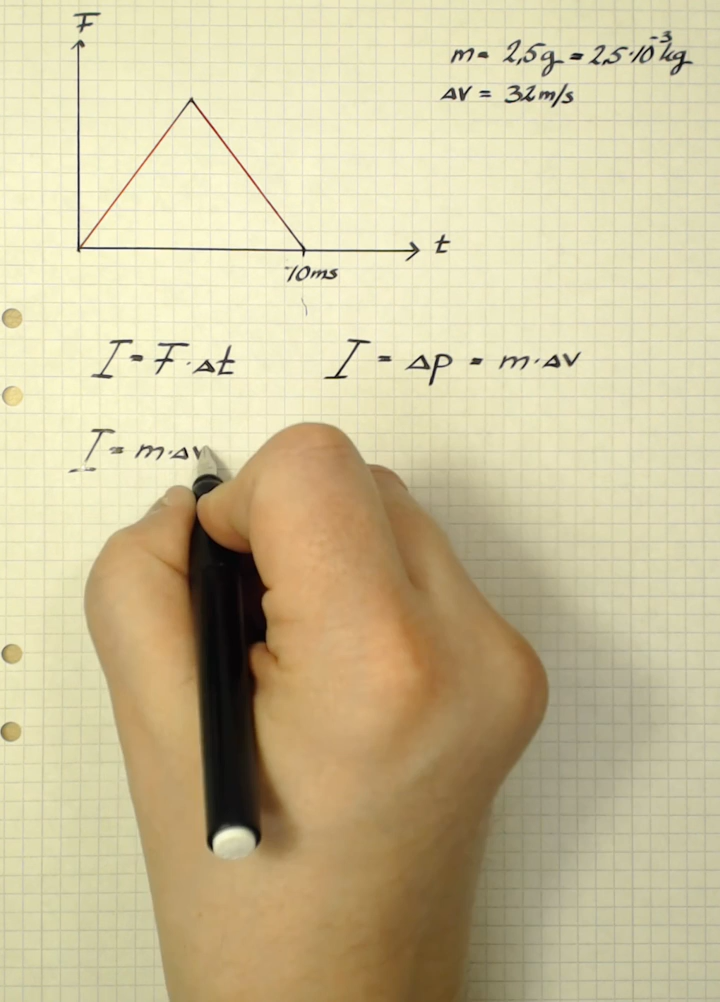 F
m = 2,5g = 2,5·10⁻³kg
ΔV = 32m/s
t
10ms
I = F·Δt I = Δp = m·ΔV
I = m·ΔV